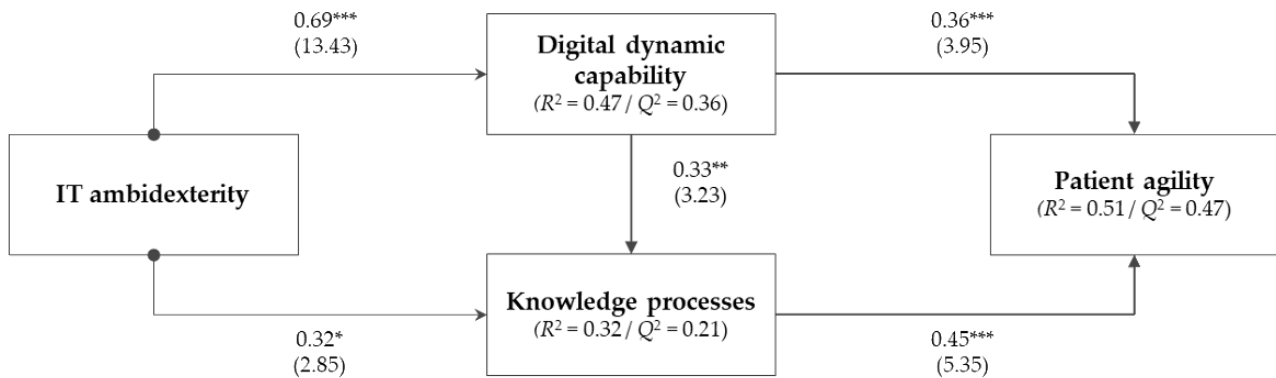 0.69***
(13.43)
Digital dynamic
capability
(R² = 0.47 / Q² = 0.36)
0.36***
(3.95)
IT ambidexterity
0.33**
(3.23)
Patient agility
(R² = 0.51 / Q² = 0.47)
Knowledge processes
(R² = 0.32 / Q² = 0.21)
0.32*
(2.85)
0.45***
(5.35)